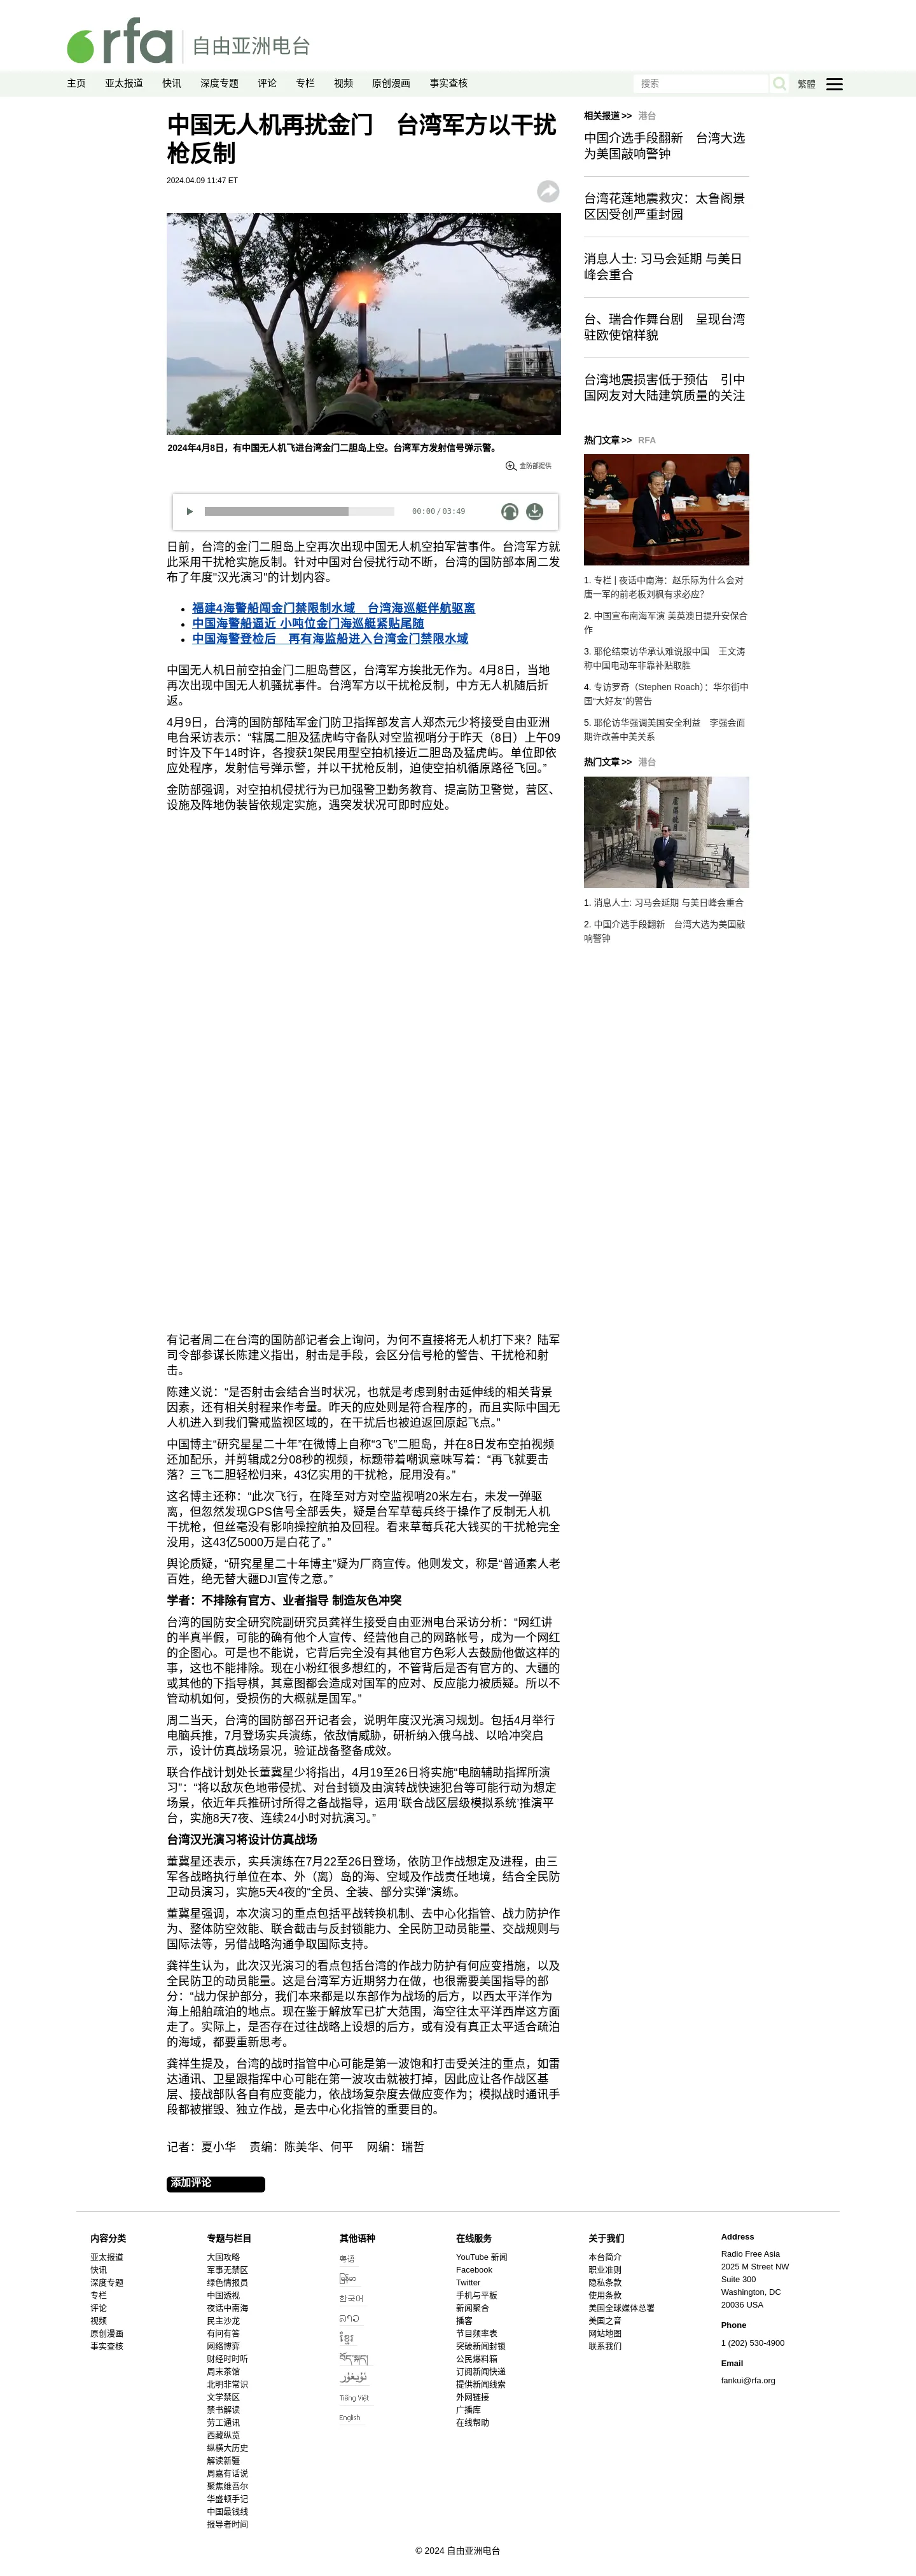 rfa 自由亚洲电台
主页 亚太报道 快讯 深度专题 评论 专栏 视频 原创漫画 事实查核 搜索 繁體
中国无人机再扰金门　台湾军方以干扰
枪反制
2024.04.09 11:47 ET
2024年4月8日，有中国无人机飞进台湾金门二胆岛上空。台湾军方发射信号弹示警。
金防部提供
00:00 / 03:49
日前，台湾的金门二胆岛上空再次出现中国无人机空拍军营事件。台湾军方就
此采用干扰枪实施反制。针对中国对台侵扰行动不断，台湾的国防部本周二发
布了年度"汉光演习"的计划内容。
福建4海警船闯金门禁限制水域　台湾海巡艇伴航驱离
中国海警船逼近 小吨位金门海巡艇紧贴尾随
中国海警登检后　再有海监船进入台湾金门禁限水域
中国无人机日前空拍金门二胆岛营区，台湾军方挨批无作为。4月8日，当地
再次出现中国无人机骚扰事件。台湾军方以干扰枪反制，中方无人机随后折
返。
4月9日，台湾的国防部陆军金门防卫指挥部发言人郑杰元少将接受自由亚洲
电台采访表示：“辖属二胆及猛虎屿守备队对空监视哨分于昨天（8日）上午09
时许及下午14时许，各搜获1架民用型空拍机接近二胆岛及猛虎屿。单位即依
应处程序，发射信号弹示警，并以干扰枪反制，迫使空拍机循原路径飞回。”
金防部强调，对空拍机侵扰行为已加强警卫勤务教育、提高防卫警觉，营区、
设施及阵地伪装皆依规定实施，遇突发状况可即时应处。
有记者周二在台湾的国防部记者会上询问，为何不直接将无人机打下来？陆军
司令部参谋长陈建义指出，射击是手段，会区分信号枪的警告、干扰枪和射
击。
陈建义说：“是否射击会结合当时状况，也就是考虑到射击延伸线的相关背景
因素，还有相关射程来作考量。昨天的应处则是符合程序的，而且实际中国无
人机进入到我们警戒监视区域的，在干扰后也被迫返回原起飞点。”
中国博主“研究星星二十年”在微博上自称“3飞”二胆岛，并在8日发布空拍视频
还加配乐，并剪辑成2分08秒的视频，标题带着嘲讽意味写着：“再飞就要击
落？三飞二胆轻松归来，43亿实用的干扰枪，屁用没有。”
这名博主还称：“此次飞行，在降至对方对空监视哨20米左右，未发一弹驱
离，但忽然发现GPS信号全部丢失，疑是台军草莓兵终于操作了反制无人机
干扰枪，但丝毫没有影响操控航拍及回程。看来草莓兵花大钱买的干扰枪完全
没用，这43亿5000万是白花了。”
舆论质疑，“研究星星二十年博主”疑为厂商宣传。他则发文，称是“普通素人老
百姓，绝无替大疆DJI宣传之意。”
学者：不排除有官方、业者指导 制造灰色冲突
台湾的国防安全研究院副研究员龚祥生接受自由亚洲电台采访分析：“网红讲
的半真半假，可能的确有他个人宣传、经营他自己的网路帐号，成为一个网红
的企图心。可是也不能说，它背后完全没有其他官方色彩人去鼓励他做这样的
事，这也不能排除。现在小粉红很多想红的，不管背后是否有官方的、大疆的
或其他的下指导棋，其意图都会造成对国军的应对、反应能力被质疑。所以不
管动机如何，受损伤的大概就是国军。”
周二当天，台湾的国防部召开记者会，说明年度汉光演习规划。包括4月举行
电脑兵推，7月登场实兵演练，依敌情威胁，研析纳入俄乌战、以哈冲突启
示，设计仿真战场景况，验证战备整备成效。
联合作战计划处长董冀星少将指出，4月19至26日将实施“电脑辅助指挥所演
习”：“将以敌灰色地带侵扰、对台封锁及由演转战快速犯台等可能行动为想定
场景，依近年兵推研讨所得之备战指导，运用‘联合战区层级模拟系统’推演平
台，实施8天7夜、连续24小时对抗演习。”
台湾汉光演习将设计仿真战场
董冀星还表示，实兵演练在7月22至26日登场，依防卫作战想定及进程，由三
军各战略执行单位在本、外（离）岛的海、空域及作战责任地境，结合全民防
卫动员演习，实施5天4夜的“全员、全装、部分实弹”演练。
董冀星强调，本次演习的重点包括平战转换机制、去中心化指管、战力防护作
为、整体防空效能、联合截击与反封锁能力、全民防卫动员能量、交战规则与
国际法等，另借战略沟通争取国际支持。
龚祥生认为，此次汉光演习的看点包括台湾的作战力防护有何应变措施，以及
全民防卫的动员能量。这是台湾军方近期努力在做，也很需要美国指导的部
分：“战力保护部分，我们本来都是以东部作为战场的后方，以西太平洋作为
海上船舶疏泊的地点。现在鉴于解放军已扩大范围，海空往太平洋西岸这方面
走了。实际上，是否存在过往战略上设想的后方，或有没有真正太平适合疏泊
的海域，都要重新思考。
龚祥生提及，台湾的战时指管中心可能是第一波饱和打击受关注的重点，如雷
达通讯、卫星跟指挥中心可能在第一波攻击就被打掉，因此应让各作战区基
层、接战部队各自有应变能力，依战场复杂度去做应变作为；模拟战时通讯手
段都被摧毁、独立作战，是去中心化指管的重要目的。
记者：夏小华　责编：陈美华、何平　网编：瑞哲
添加评论
相关报道 >> 港台
中国介选手段翻新　台湾大选
为美国敲响警钟
台湾花莲地震救灾：太鲁阁景
区因受创严重封园
消息人士: 习马会延期 与美日
峰会重合
台、瑞合作舞台剧　呈现台湾
驻欧使馆样貌
台湾地震损害低于预估　引中
国网友对大陆建筑质量的关注
热门文章 >> RFA
1. 专栏 | 夜话中南海：赵乐际为什么会对
唐一军的前老板刘枫有求必应?
2. 中国宣布南海军演 美英澳日提升安保合
作
3. 耶伦结束访华承认难说服中国　王文涛
称中国电动车非靠补贴取胜
4. 专访罗奇（Stephen Roach）：华尔街中
国“大好友”的警告
5. 耶伦访华强调美国安全利益　李强会面
期许改善中美关系
热门文章 >> 港台
1. 消息人士: 习马会延期 与美日峰会重合
2. 中国介选手段翻新　台湾大选为美国敲
响警钟
内容分类
亚太报道
快讯
深度专题
专栏
评论
视频
原创漫画
事实查核
专题与栏目
大国攻略
军事无禁区
绿色情报员
中国透视
夜话中南海
民主沙龙
有问有答
网络博弈
财经时时听
周末茶馆
北明非常识
文学禁区
禁书解读
劳工通讯
西藏纵览
纵横大历史
解读新疆
周嘉有话说
聚焦维吾尔
华盛顿手记
中国最钱线
报导者时间
其他语种
粤语
မြန်မာ
한국어
ລາວ
ខ្មែរ
བོད་སྐད།
ئۇيغۇر
Tiếng Việt
English
在线服务
YouTube 新闻
Facebook
Twitter
手机与平板
新闻聚合
播客
节目频率表
突破新闻封锁
公民爆料箱
订阅新闻快递
提供新闻线索
外网链接
广播库
在线帮助
关于我们
本台简介
职业准则
隐私条款
使用条款
美国全球媒体总署
美国之音
网站地图
联系我们
Address
Radio Free Asia
2025 M Street NW
Suite 300
Washington, DC
20036 USA
Phone
1 (202) 530-4900
Email
fankui@rfa.org
© 2024 自由亚洲电台